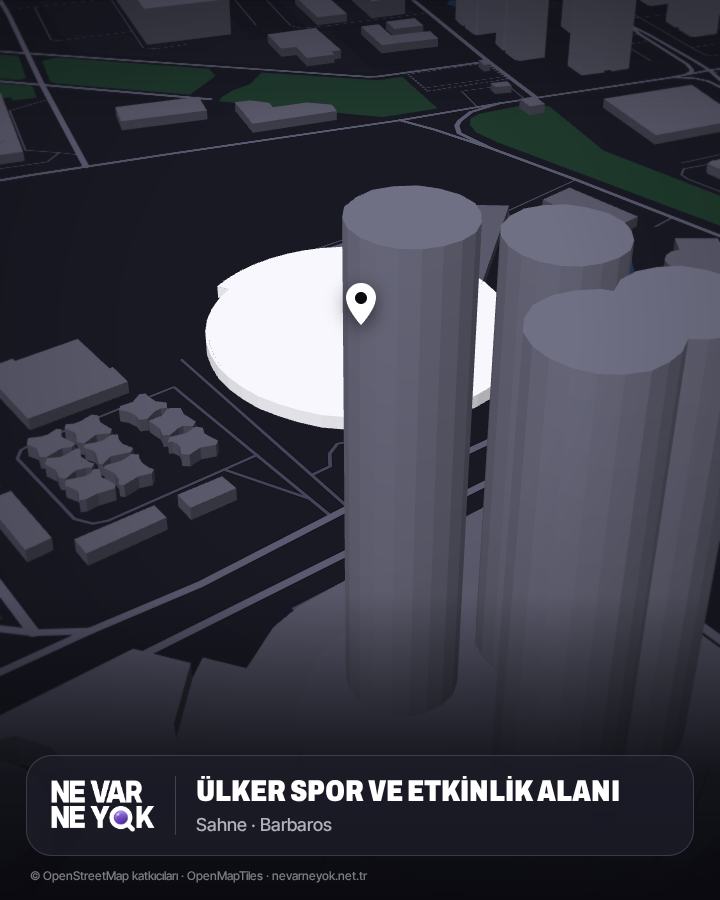 NE VAR
NE YOK
ÜLKER SPOR VE ETKİNLİK ALANI
Sahne · Barbaros
© OpenStreetMap katkıcıları · OpenMapTiles · nevarneyok.net.tr